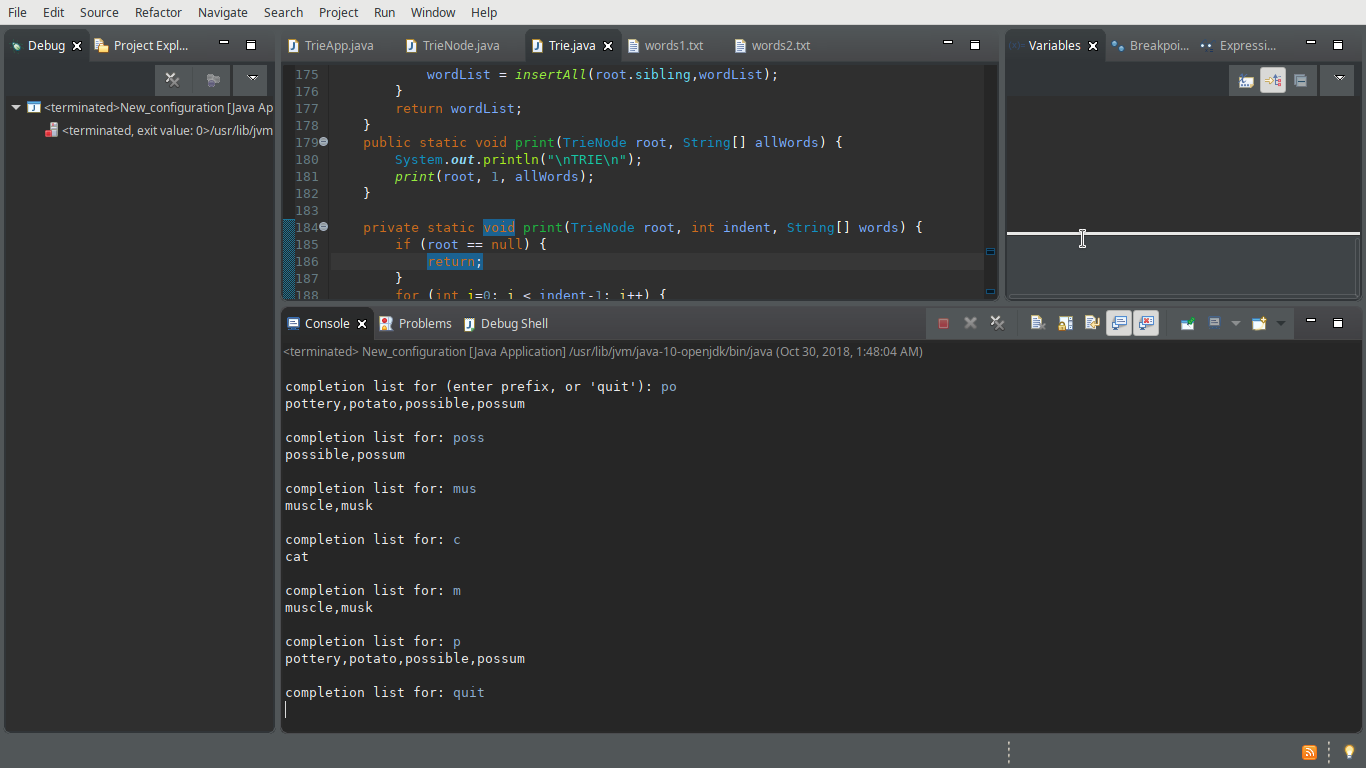 File Edit Source Refactor Navigate Search Project Run Window Help
Debug Project Expl...
<terminated>New_configuration [Java Ap
<terminated, exit value: 0>/usr/lib/jvm
TrieApp.java TrieNode.java Trie.java words1.txt words2.txt
175 wordList = insertAll(root.sibling,wordList);
176 }
177 return wordList;
178 }
179 public static void print(TrieNode root, String[] allWords) {
180 System.out.println("\nTRIE\n");
181 print(root, 1, allWords);
182 }
183
184 private static void print(TrieNode root, int indent, String[] words) {
185 if (root == null) {
186 return;
187 }
188 for (int i=0; i < indent-1; i++) {
Variables Breakpoi... Expressi...
Console Problems Debug Shell
<terminated> New_configuration [Java Application] /usr/lib/jvm/java-10-openjdk/bin/java (Oct 30, 2018, 1:48:04 AM)
completion list for (enter prefix, or 'quit'): po
pottery,potato,possible,possum
completion list for: poss
possible,possum
completion list for: mus
muscle,musk
completion list for: c
cat
completion list for: m
muscle,musk
completion list for: p
pottery,potato,possible,possum
completion list for: quit